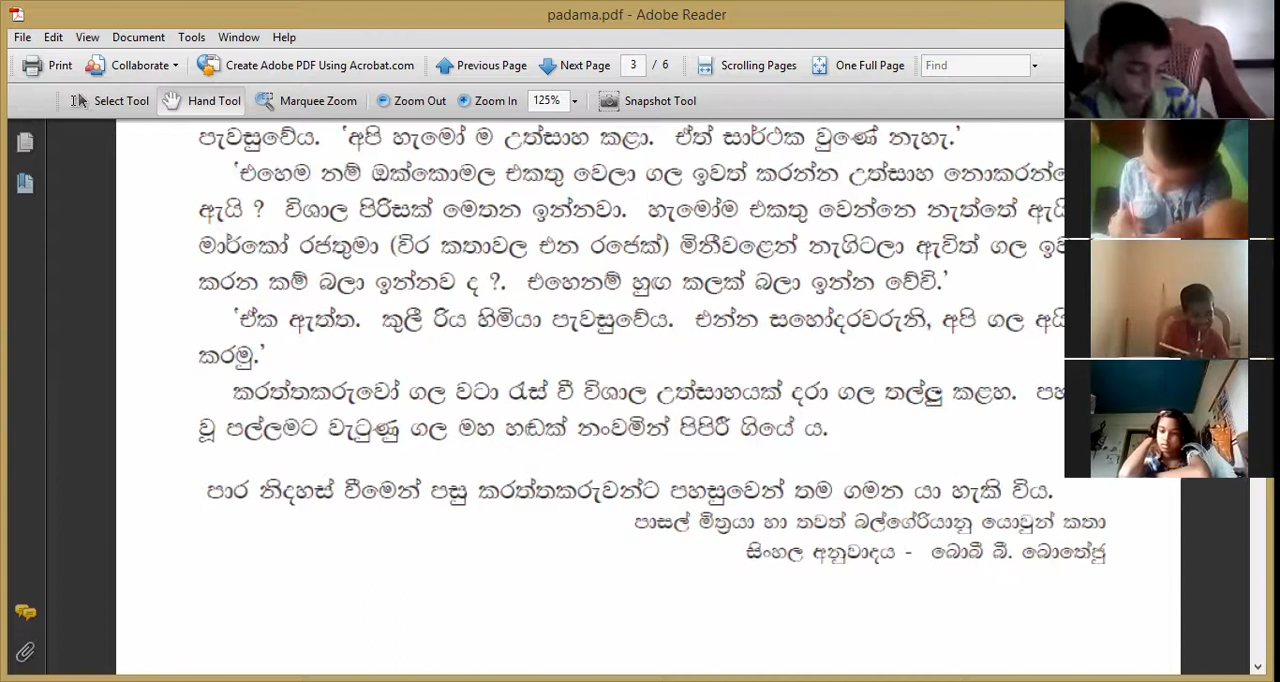 padama.pdf - Adobe Reader
File Edit View Document Tools Window Help
Print Collaborate Create Adobe PDF Using Acrobat.com Previous Page Next Page 3 / 6 Scrolling Pages One Full Page Find
Select Tool Hand Tool Marquee Zoom Zoom Out Zoom In 125% Snapshot Tool
පැවසුවේය. 'අපි හැමෝ ම උත්සාහ කළා. ඒත් සාර්ථක වුණේ නැහැ.'
'එහෙම නම් ඔක්කොමල එකතු වෙලා ගල ඉවත් කරන්න උත්සාහ
ඇයි ? විශාල පිරිසක් මෙතන ඉන්නවා. හැමෝම එකතු වෙන්නෙ නැත්තේ
මාර්කෝ රජතුමා (වීර කතාවල එන රජෙක්) මිනීවළෙන් නැගිටලා ඇවිත් ගල
කරන කම් බලා ඉන්නව ද ?. එහෙනම් හුඟ කලක් බලා ඉන්න වේවි.'
'ඒක ඇත්ත. කුලී රිය හිමියා පැවසුවේය. එන්න සහෝදරවරුනි, අපි ගල
කරමු.'
කරත්තකරුවෝ ගල වටා රැස් වී විශාල උත්සාහයක් දරා ගල තල්ලු කළහ.
වූ පල්ලමට වැටුණු ගල මහ හඬක් නංවමින් පිපිරී ගියේ ය.
පාර නිදහස් වීමෙන් පසු කරත්තකරුවන්ට පහසුවෙන් තම ගමන යා හැකි විය.
පාසල් මිත්‍රයා හා තවත් බල්ගේරියානු යොවුන් කතා
සිංහල අනුවාදය - බොබී බී. බොතේජු